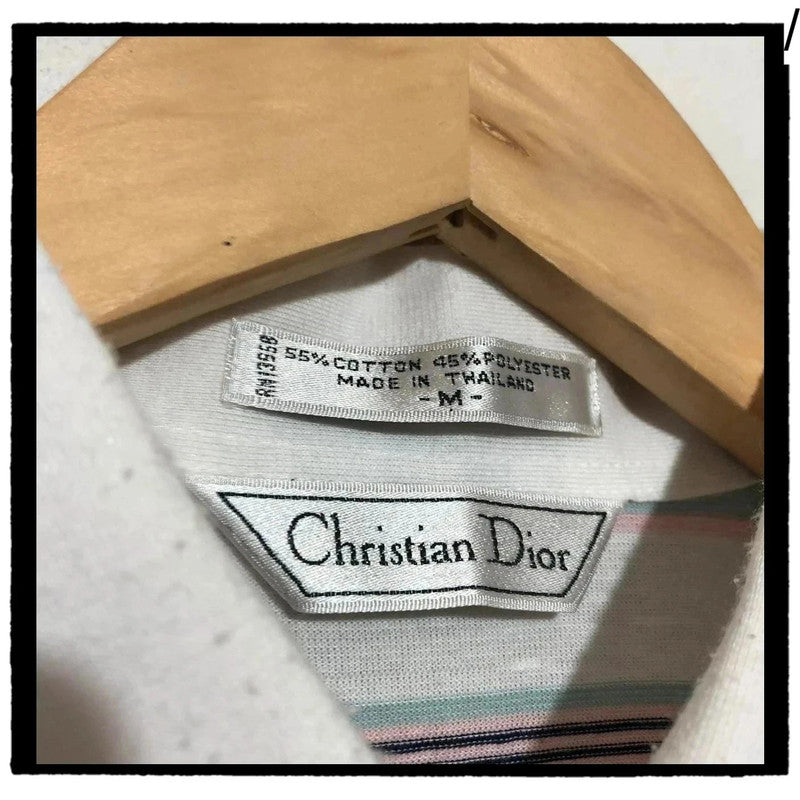 RN13558
55% COTTON 45% POLYESTER
MADE IN THAILAND
- M -
Christian Dior
/